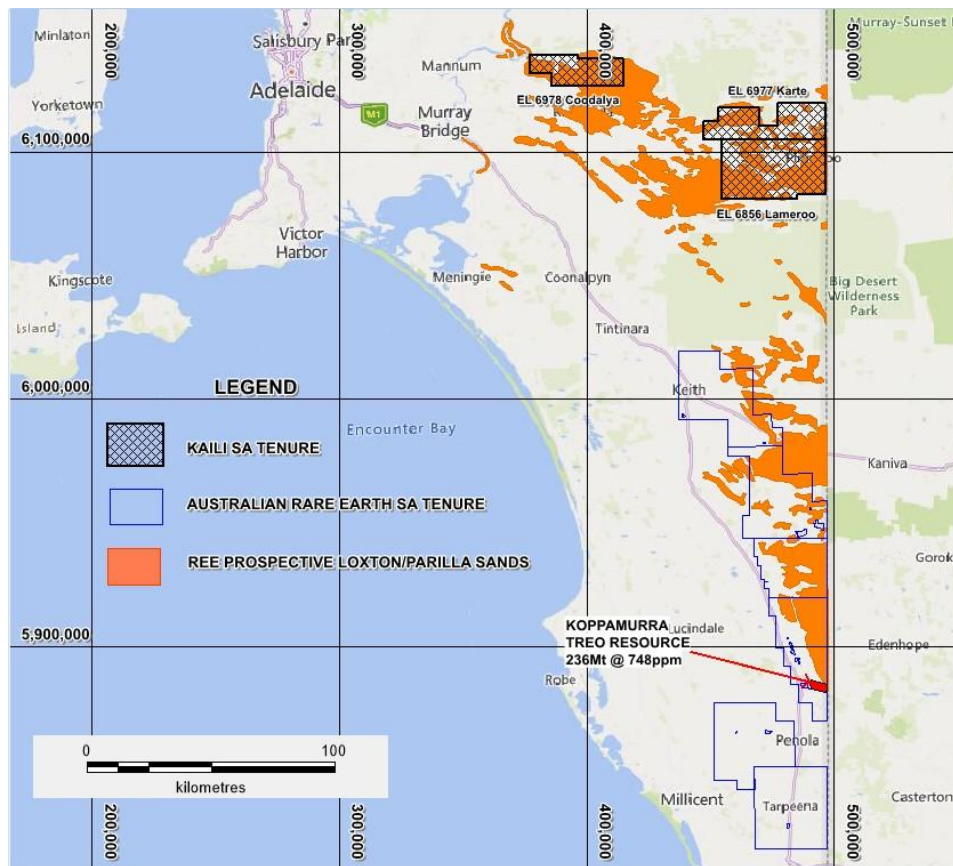 200,000
300,000
400,000
500,000
Minlaton
Salisbury
Murray-Sunset
Mannum
Adelaide
Yorketown
M1
Murray
Bridge
EL 6978 Coodalya
EL 6977 Karte
6,100,000
EL 6856 Lameroo
Victor
Harbor
Kingscote
Meningie
Coonalpyn
Island
Big Desert
Wilderness
Park
Tintinara
6,000,000
LEGEND
Keith
Encounter Bay
KAILI SA TENURE
Kaniva
AUSTRALIAN RARE EARTH SA TENURE
REE PROSPECTIVE LOXTON/PARILLA SANDS
KOPPAMURRA
TREO RESOURCE
236Mt @ 748ppm
5,900,000
Lucindale
Edenhope
Robe
0
100
kilometres
Penola
Millicent
Tarpeena
Casterton
200,000
300,000
400,000
500,000